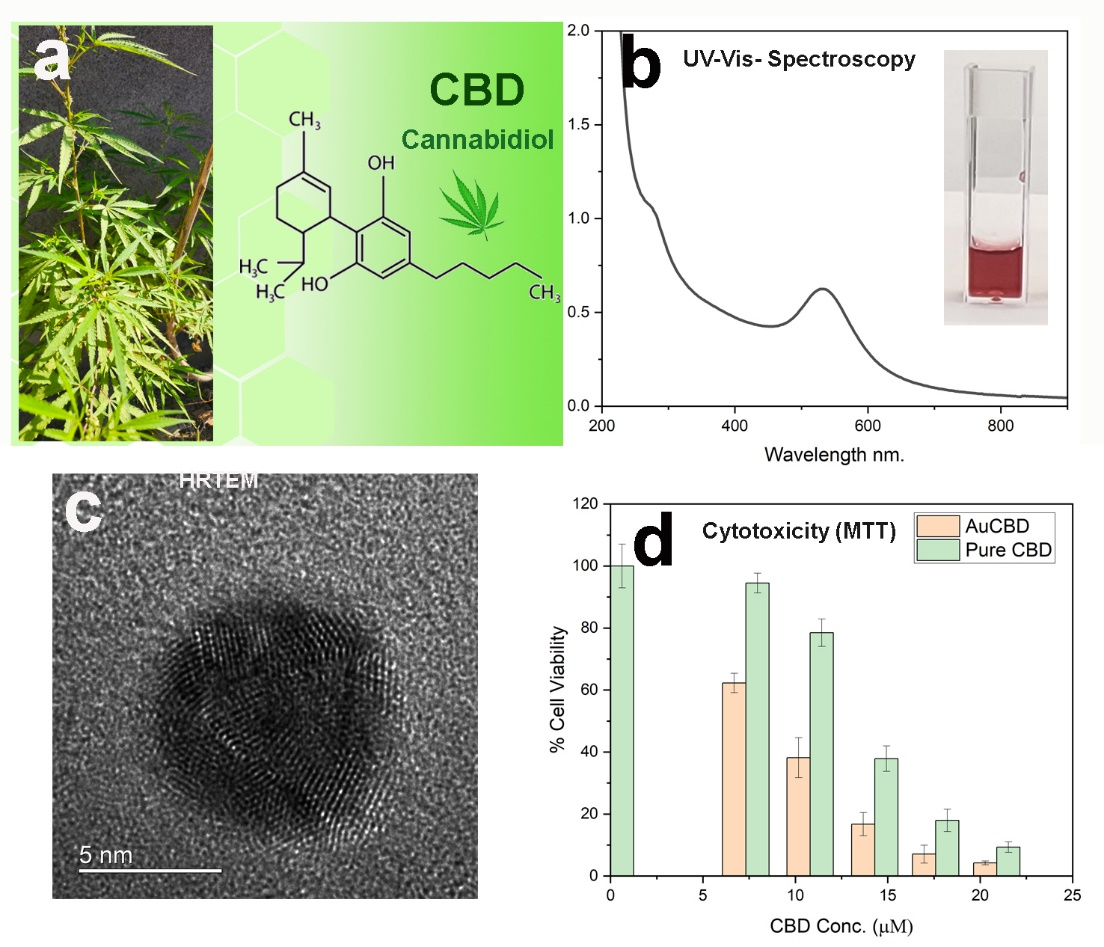 a
CBD
Cannabidiol
CH₃
OH
H₃C
H₃C
HO
CH₃
b
UV-Vis- Spectroscopy
2.0
1.5
1.0
0.5
0.0
200 400 600 800
Wavelength nm.
HRTEM
c
5 nm
d
Cytotoxicity (MTT)
AuCBD
Pure CBD
% Cell Viability
120
100
80
60
40
20
0
0 5 10 15 20 25
CBD Conc. (μM)